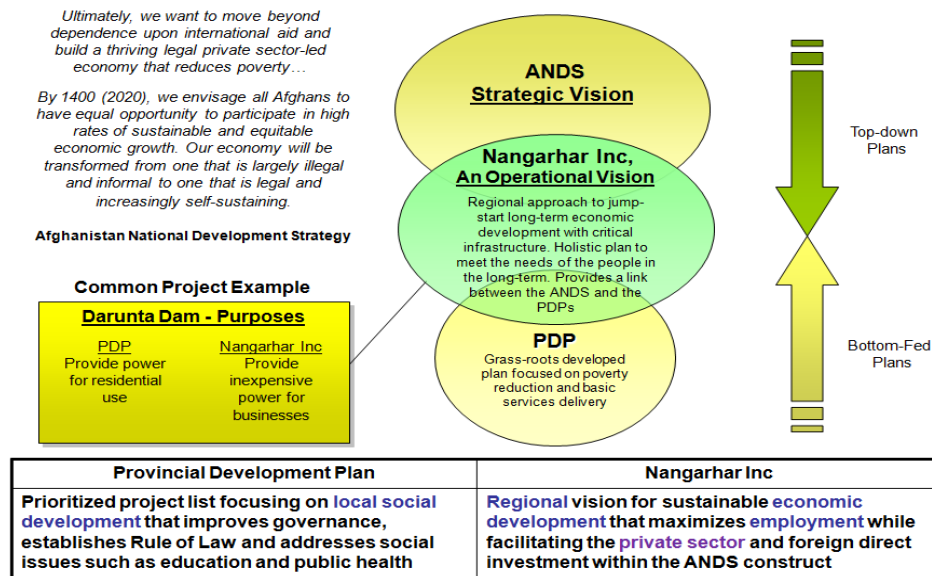 Ultimately, we want to move beyond
dependence upon international aid and
build a thriving legal private sector-led
economy that reduces poverty…
By 1400 (2020), we envisage all Afghans to
have equal opportunity to participate in high
rates of sustainable and equitable
economic growth. Our economy will be
transformed from one that is largely illegal
and informal to one that is legal and
increasingly self-sustaining.
Afghanistan National Development Strategy
Common Project Example
Darunta Dam - Purposes
PDP
Provide power
for residential
use
Nangarhar Inc
Provide
inexpensive
power for
businesses
ANDS
Strategic Vision
Nangarhar Inc,
An Operational Vision
Regional approach to jump-
start long-term economic
development with critical
infrastructure. Holistic plan to
meet the needs of the people in
the long-term. Provides a link
between the ANDS and the
PDPs
PDP
Grass-roots developed
plan focused on poverty
reduction and basic
services delivery
Top-down
Plans
Bottom-Fed
Plans
Provincial Development Plan
Prioritized project list focusing on local social
development that improves governance,
establishes Rule of Law and addresses social
issues such as education and public health
Nangarhar Inc
Regional vision for sustainable economic
development that maximizes employment while
facilitating the private sector and foreign direct
investment within the ANDS construct